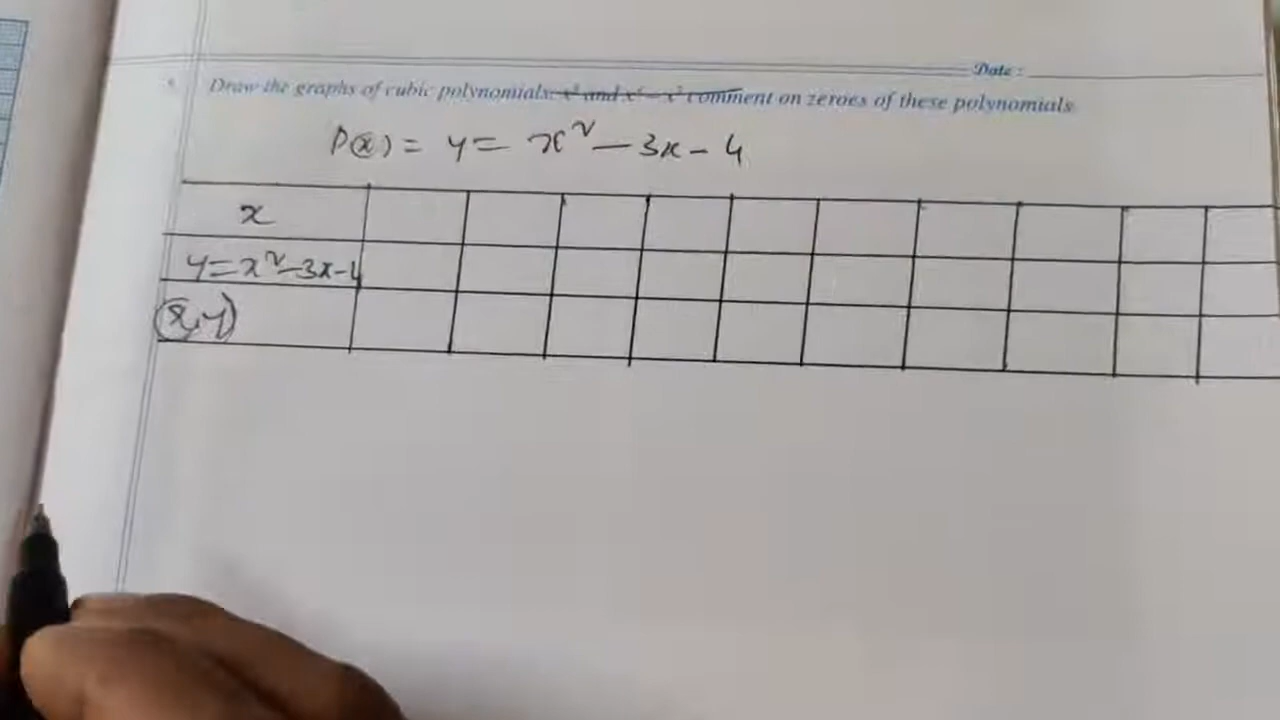 Date :
Draw the graphs of cubic polynomials. x³ and x² – x³ comment on zeroes of these polynomials
P(x) = y = x² – 3x – 4
x
y=x²–3x–4
(x,y)